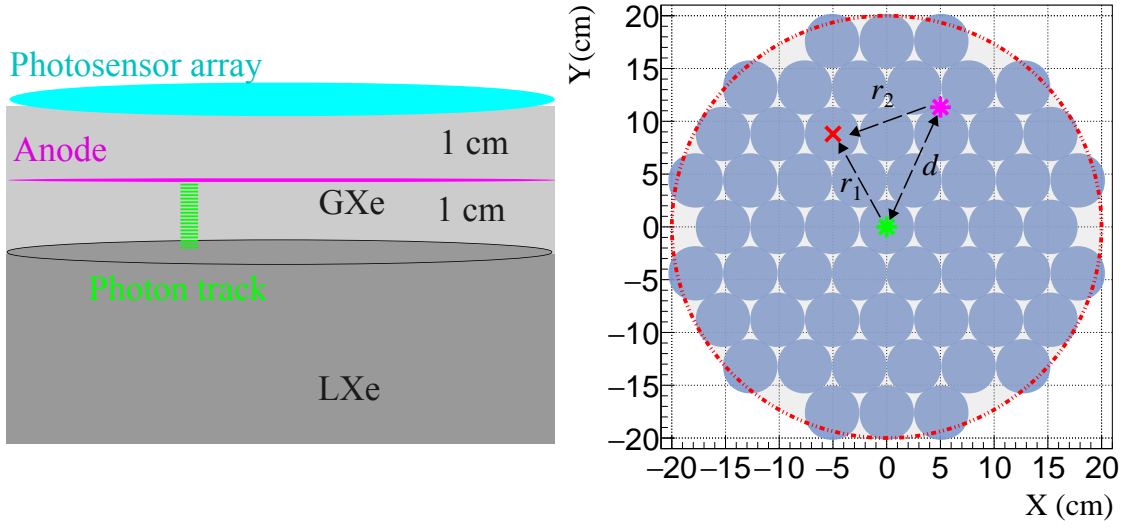 Photosensor array
1 cm
Anode
GXe
1 cm
Photon track
LXe
Y(cm)
20
15
10
5
0
−5
−10
−15
−20
r2
r1
d
−20 −15 −10 −5 0 5 10 15 20
X (cm)